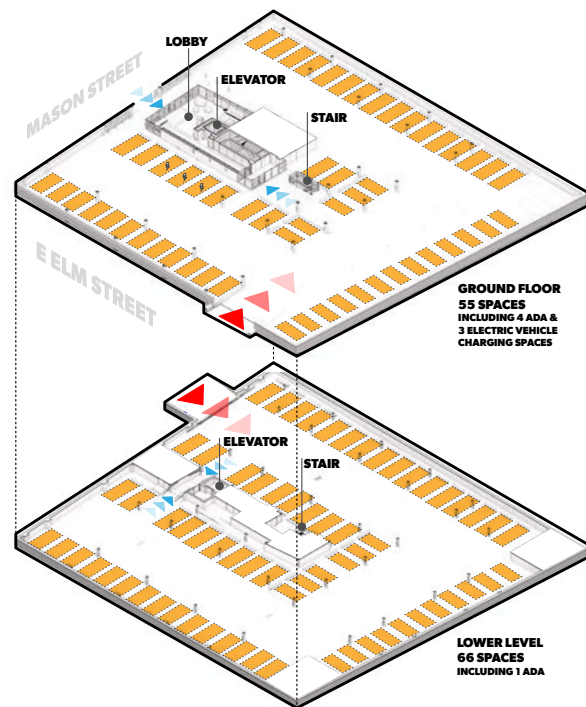 LOBBY
ELEVATOR
STAIR
MASON STREET
E ELM STREET
GROUND FLOOR
55 SPACES
INCLUDING 4 ADA &
3 ELECTRIC VEHICLE
CHARGING SPACES
ELEVATOR
STAIR
LOWER LEVEL
66 SPACES
INCLUDING 1 ADA